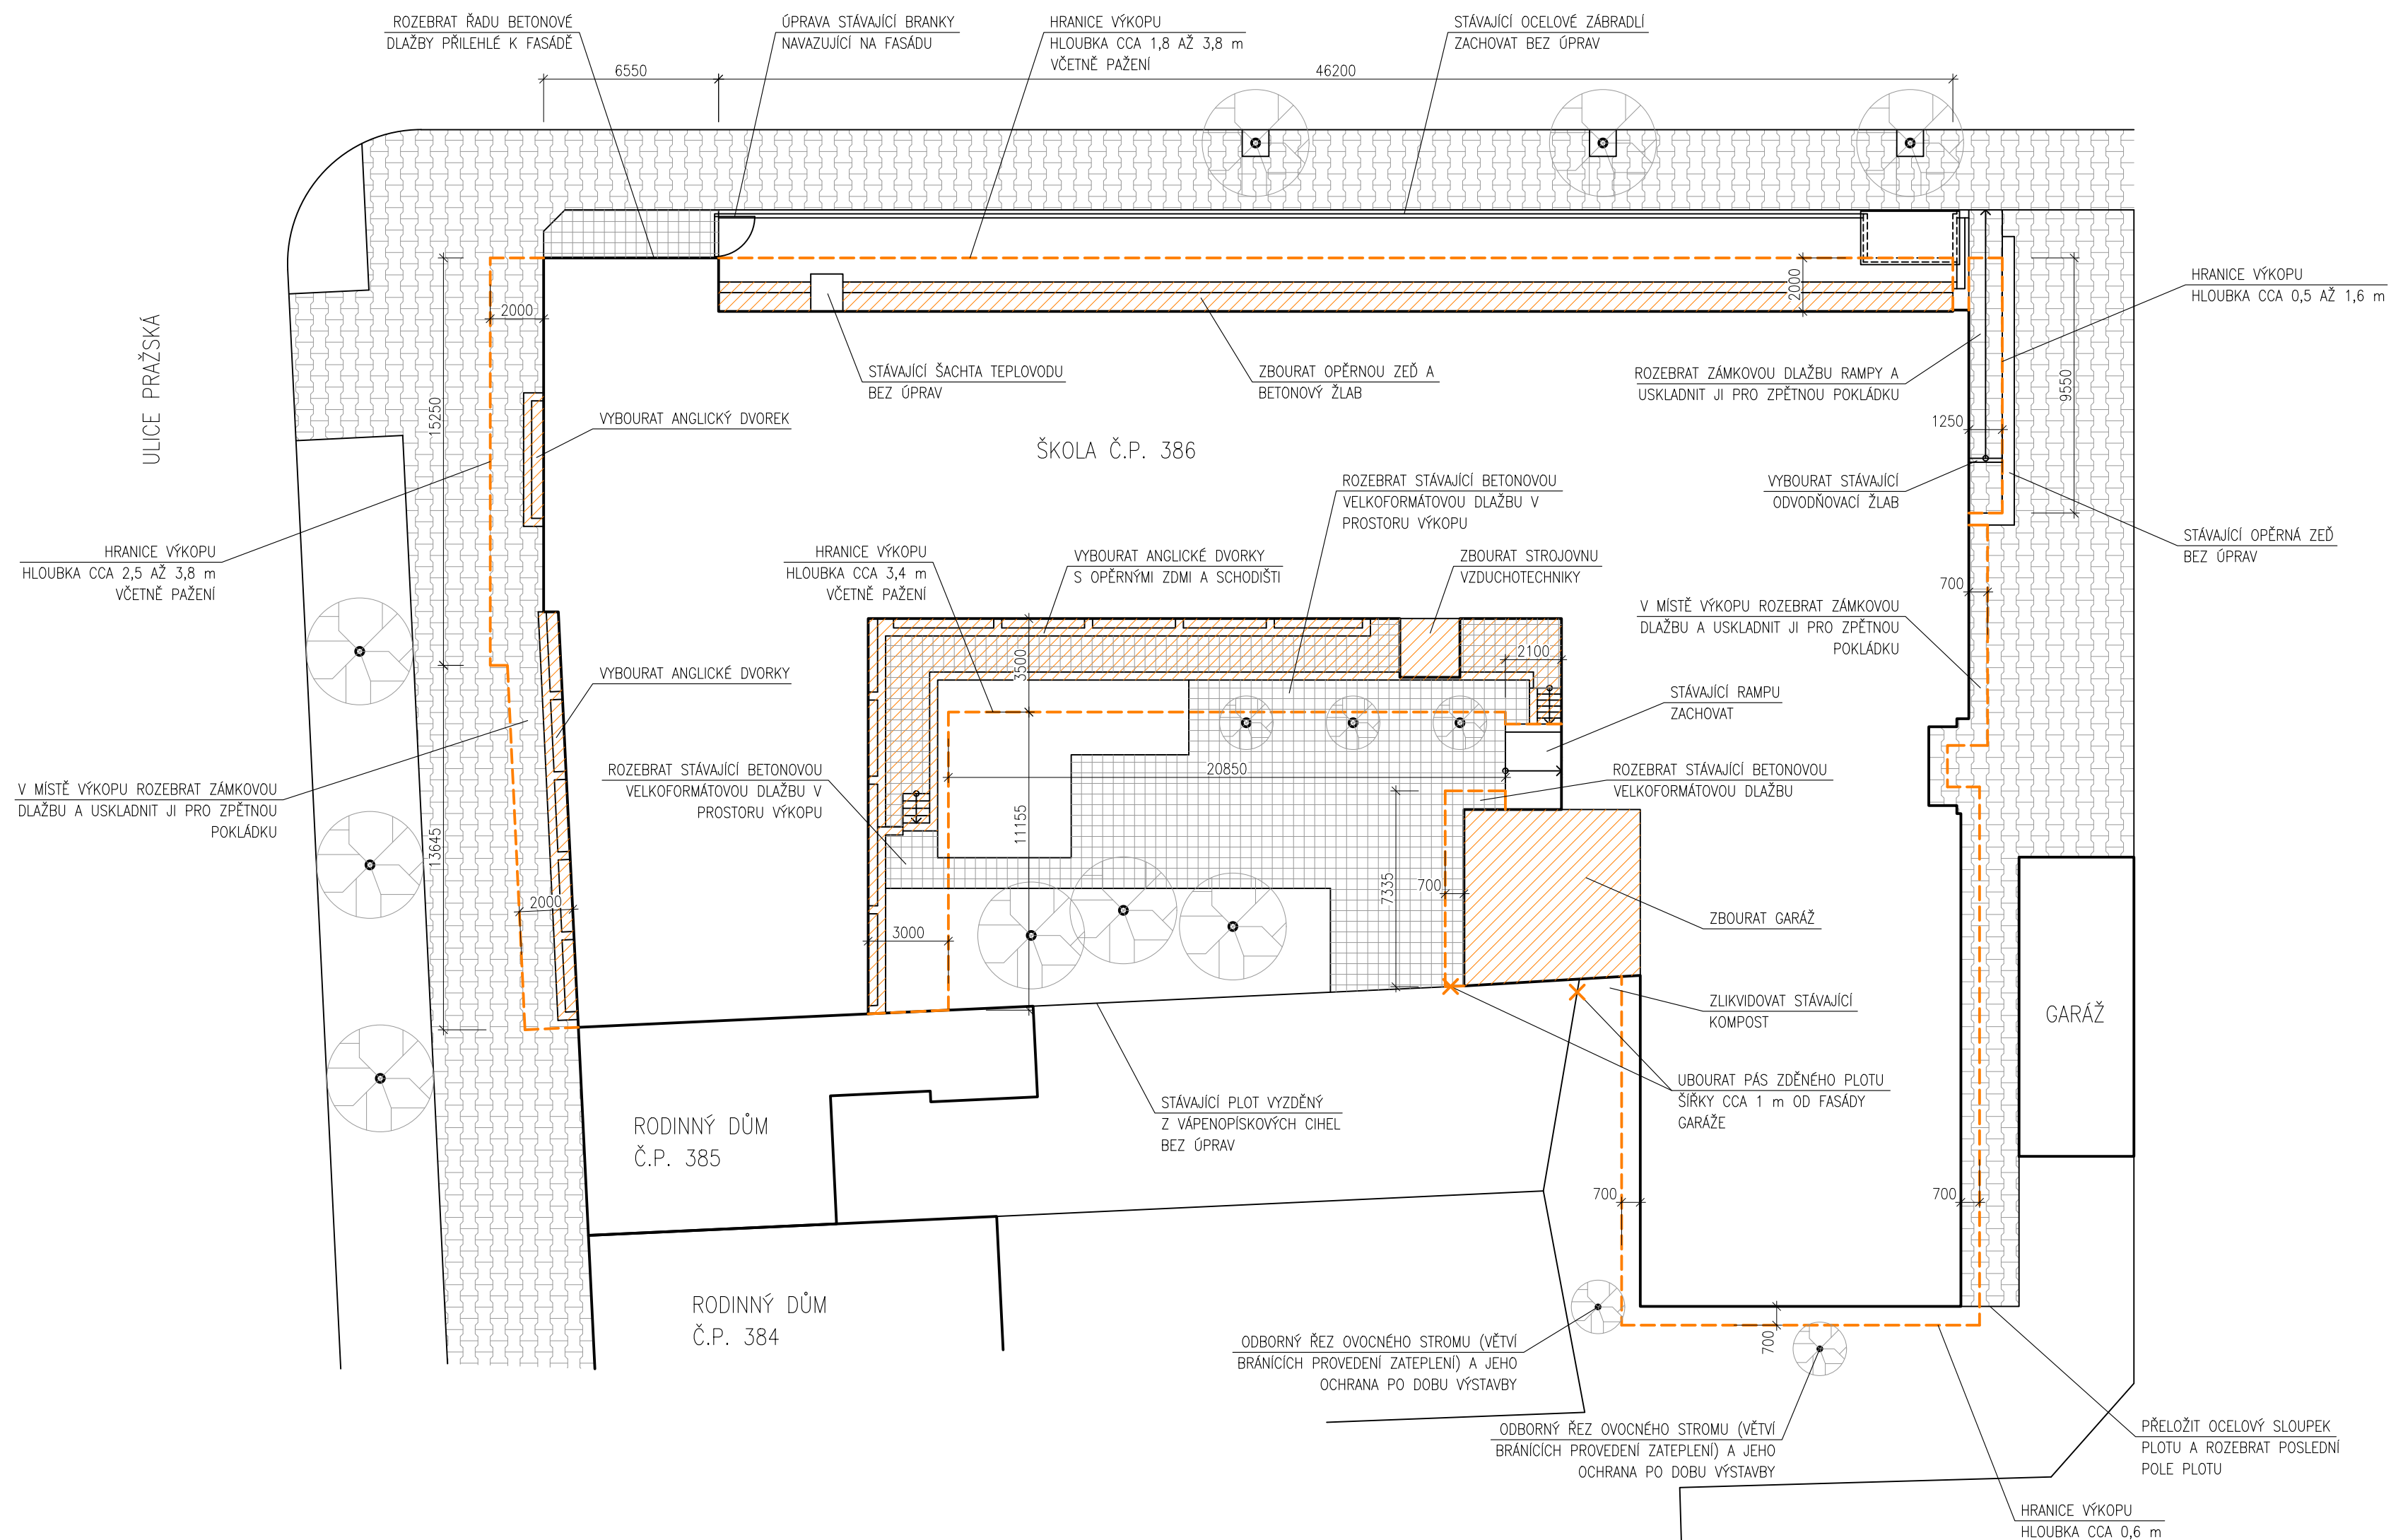 ROZEBRAT ŘADU BETONOVÉ
DLAŽBY PŘILEHLÉ K FASÁDĚ
ÚPRAVA STÁVAJÍCÍ BRANKY
NAVAZUJÍCÍ NA FASÁDU
HRANICE VÝKOPU
HLOUBKA CCA 1,8 AŽ 3,8 m
VČETNĚ PAŽENÍ
STÁVAJÍCÍ OCELOVÉ ZÁBRADLÍ
ZACHOVAT BEZ ÚPRAV
6550
46200
HRANICE VÝKOPU
HLOUBKA CCA 0,5 AŽ 1,6 m
2000
2000
ULICE PRAŽSKÁ
15250
STÁVAJÍCÍ ŠACHTA TEPLOVODU
BEZ ÚPRAV
ZBOURAT OPĚRNOU ZEĎ A
BETONOVÝ ŽLAB
ROZEBRAT ZÁMKOVOU DLAŽBU RAMPY A
USKLADNIT JI PRO ZPĚTNOU POKLÁDKU
9550
1250
VYBOURAT ANGLICKÝ DVOREK
ŠKOLA Č.P. 386
VYBOURAT STÁVAJÍCÍ
ODVODŇOVACÍ ŽLAB
ROZEBRAT STÁVAJÍCÍ BETONOVOU
VELKOFORMÁTOVOU DLAŽBU V
PROSTORU VÝKOPU
STÁVAJÍCÍ OPĚRNÁ ZEĎ
BEZ ÚPRAV
HRANICE VÝKOPU
HLOUBKA CCA 2,5 AŽ 3,8 m
VČETNĚ PAŽENÍ
HRANICE VÝKOPU
HLOUBKA CCA 3,4 m
VČETNĚ PAŽENÍ
VYBOURAT ANGLICKÉ DVORKY
S OPĚRNÝMI ZDMI A SCHODIŠTI
ZBOURAT STROJOVNU
VZDUCHOTECHNIKY
700
V MÍSTĚ VÝKOPU ROZEBRAT ZÁMKOVOU
DLAŽBU A USKLADNIT JI PRO ZPĚTNOU
POKLÁDKU
3500
2100
VYBOURAT ANGLICKÉ DVORKY
STÁVAJÍCÍ RAMPU
ZACHOVAT
20850
ROZEBRAT STÁVAJÍCÍ BETONOVOU
VELKOFORMÁTOVOU DLAŽBU V
PROSTORU VÝKOPU
ROZEBRAT STÁVAJÍCÍ BETONOVOU
VELKOFORMÁTOVOU DLAŽBU
V MÍSTĚ VÝKOPU ROZEBRAT ZÁMKOVOU
DLAŽBU A USKLADNIT JI PRO ZPĚTNOU
POKLÁDKU
13645
11155
7335
700
2000
3000
ZBOURAT GARÁŽ
ZLIKVIDOVAT STÁVAJÍCÍ
KOMPOST
GARÁŽ
UBOURAT PÁS ZDĚNÉHO PLOTU
ŠÍŘKY CCA 1 m OD FASÁDY
GARÁŽE
STÁVAJÍCÍ PLOT VYZDĚNÝ
Z VÁPENOPÍSKOVÝCH CIHEL
BEZ ÚPRAV
RODINNÝ DŮM
Č.P. 385
700
700
RODINNÝ DŮM
Č.P. 384
700
ODBORNÝ ŘEZ OVOCNÉHO STROMU (VĚTVÍ
BRÁNÍCÍCH PROVEDENÍ ZATEPLENÍ) A JEHO
OCHRANA PO DOBU VÝSTAVBY
ODBORNÝ ŘEZ OVOCNÉHO STROMU (VĚTVÍ
BRÁNÍCÍCH PROVEDENÍ ZATEPLENÍ) A JEHO
OCHRANA PO DOBU VÝSTAVBY
PŘELOŽIT OCELOVÝ SLOUPEK
PLOTU A ROZEBRAT POSLEDNÍ
POLE PLOTU
HRANICE VÝKOPU
HLOUBKA CCA 0,6 m